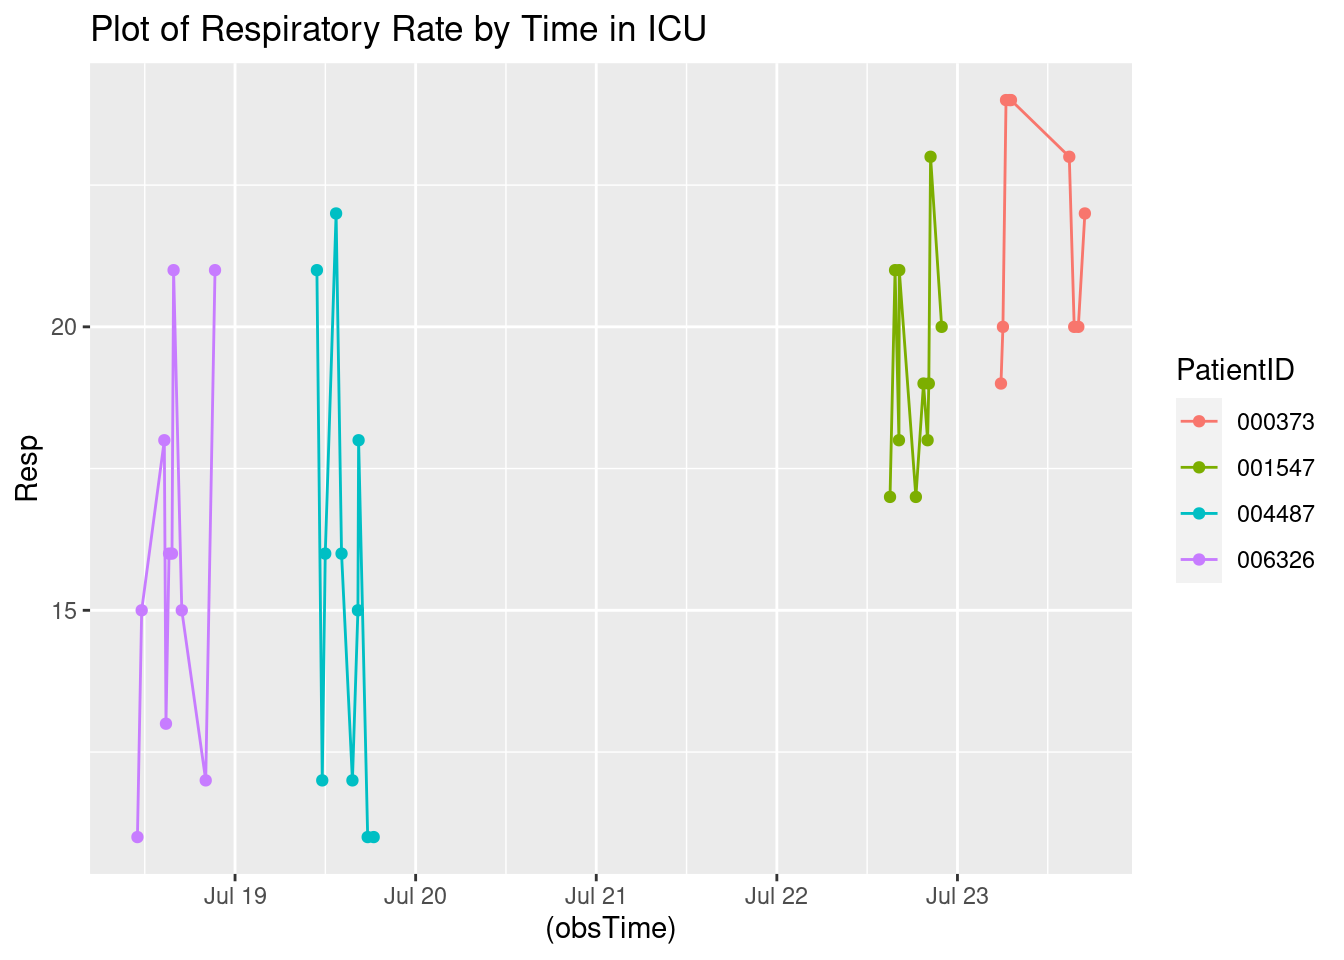 Plot of Respiratory Rate by Time in ICU
Resp
20
15
Jul 19
Jul 20
Jul 21
Jul 22
Jul 23
(obsTime)
PatientID
000373
001547
004487
006326